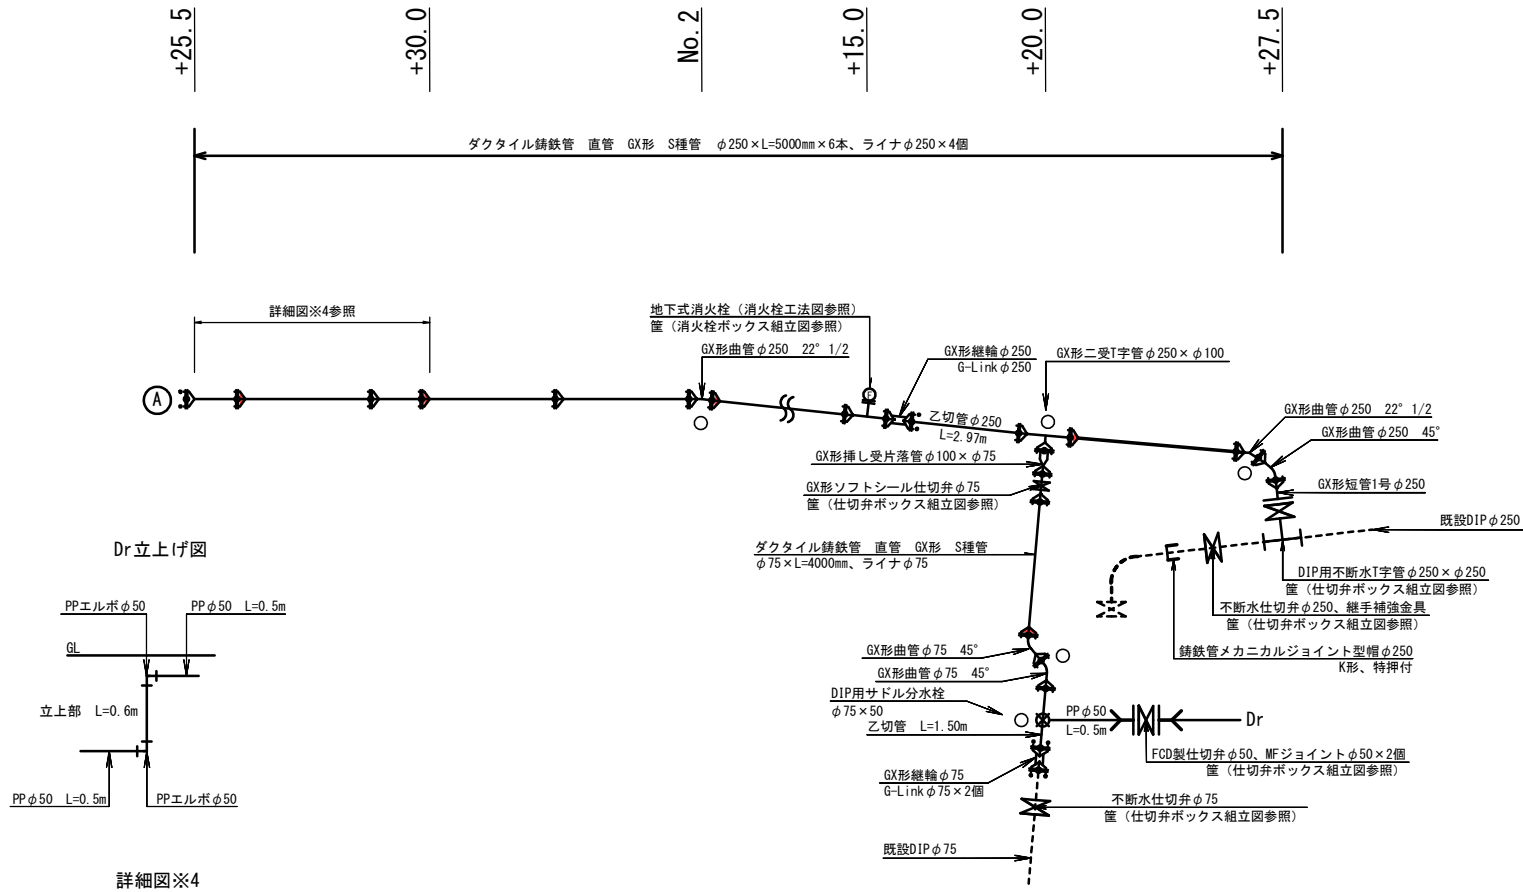 +25.5
+30.0
No.2
+15.0
+20.0
+27.5
ダクタイル鋳鉄管 直管 GX形 S種管 φ250×L=5000mm×6本、ライナφ250×4個
詳細図※4参照
地下式消火栓（消火栓工法図参照）
筐（消火栓ボックス組立図参照）
GX形曲管φ250 22°1/2
GX形継輪φ250
G-Linkφ250
GX形二受T字管φ250×φ100
A
乙切管φ250
L=2.97m
GX形曲管φ250 22°1/2
GX形曲管φ250 45°
GX形挿し受片落管φ100×φ75
GX形ソフトシール仕切弁φ75
筐（仕切弁ボックス組立図参照）
GX形短管1号φ250
既設DIPφ250
Dr立上げ図
ダクタイル鋳鉄管 直管 GX形 S種管
φ75×L=4000mm、ライナφ75
DIP用不断水T字管φ250×φ250
筐（仕切弁ボックス組立図参照）
PPエルボφ50
PPφ50 L=0.5m
不断水仕切弁φ250、継手補強金具
筐（仕切弁ボックス組立図参照）
GL
GX形曲管φ75 45°
鋳鉄管メカニカルジョイント型帽φ250
K形、特押付
GX形曲管φ75 45°
DIP用サドル分水栓
φ75×50
立上部 L=0.6m
乙切管 L=1.50m
PPφ50
L=0.5m
Dr
FCD製仕切弁φ50、MFジョイントφ50×2個
筐（仕切弁ボックス組立図参照）
GX形継輪φ75
G-Linkφ75×2個
PPφ50 L=0.5m
PPエルボφ50
不断水仕切弁φ75
筐（仕切弁ボックス組立図参照）
既設DIPφ75
詳細図※4